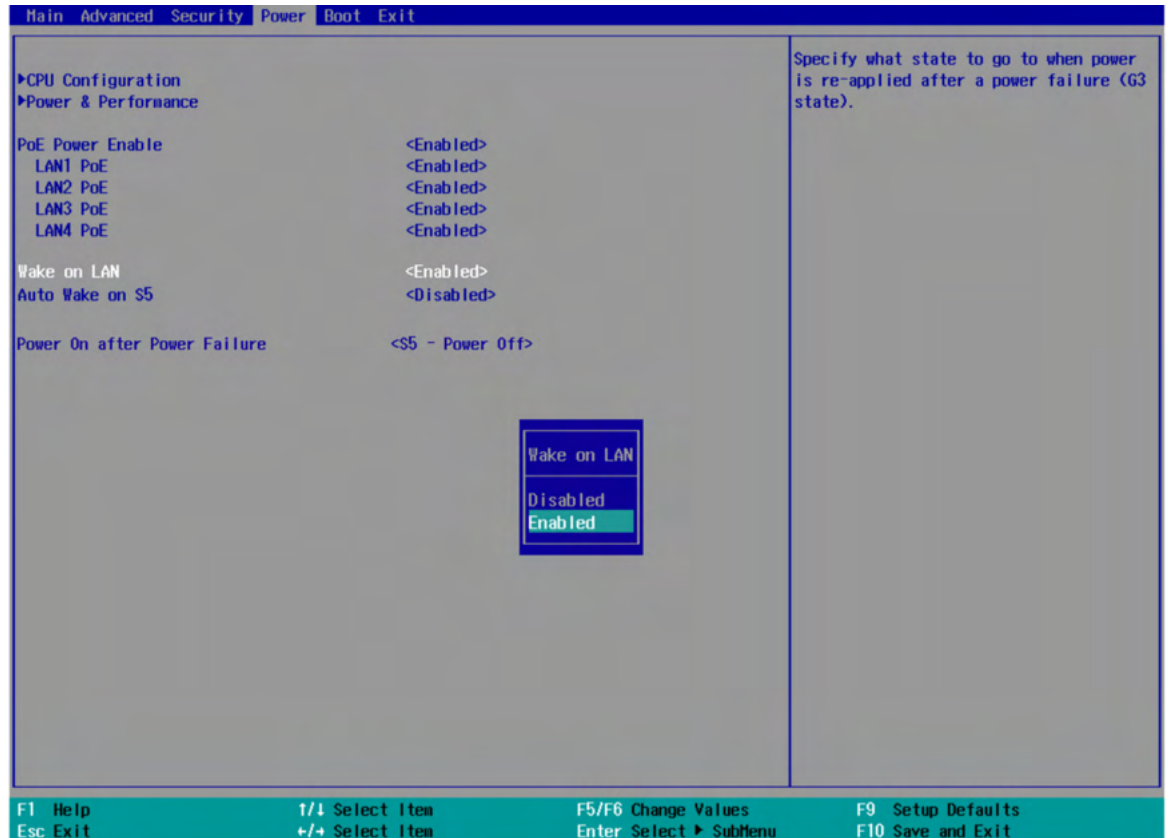 Main Advanced Security Power Boot Exit
▶CPU Configuration
▶Power & Performance
PoE Power Enable <Enabled>
LAN1 PoE <Enabled>
LAN2 PoE <Enabled>
LAN3 PoE <Enabled>
LAN4 PoE <Enabled>
Wake on LAN <Enabled>
Auto Wake on S5 <Disabled>
Power On after Power Failure <S5 - Power Off>
Specify what state to go to when power
is re-applied after a power failure (G3
state).
Wake on LAN
Disabled
Enabled
F1 Help ↑/↓ Select Item F5/F6 Change Values F9 Setup Defaults
Esc Exit ←/→ Select Item Enter Select ▶ SubMenu F10 Save and Exit